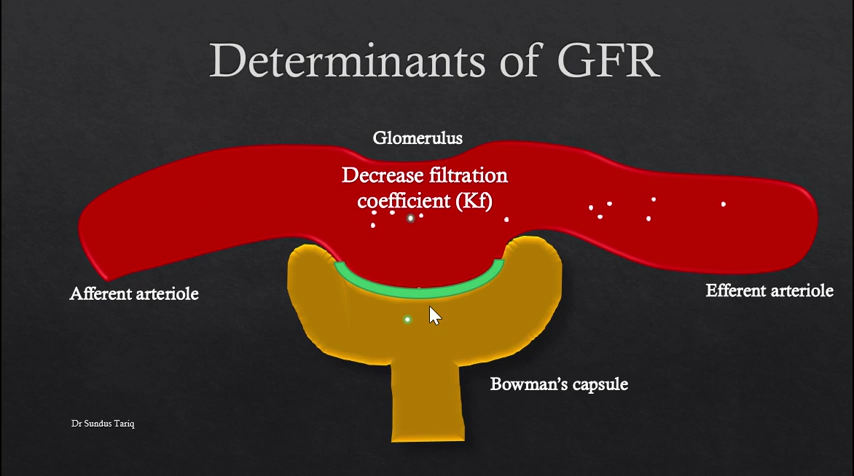 Determinants of GFR
Glomerulus
Decrease filtration
coefficient (Kf)
Afferent arteriole
Efferent arteriole
Bowman's capsule
Dr Sundus Tariq